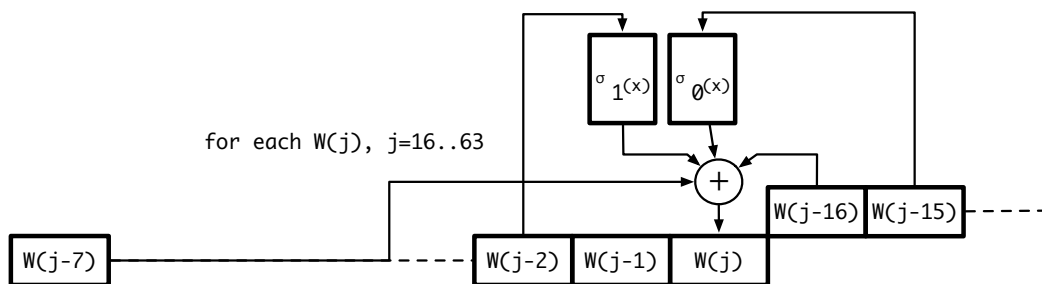 σ 1(x)
σ 0(x)
for each W(j), j=16..63
+
W(j-16)
W(j-15)
W(j-7)
W(j-2)
W(j-1)
W(j)